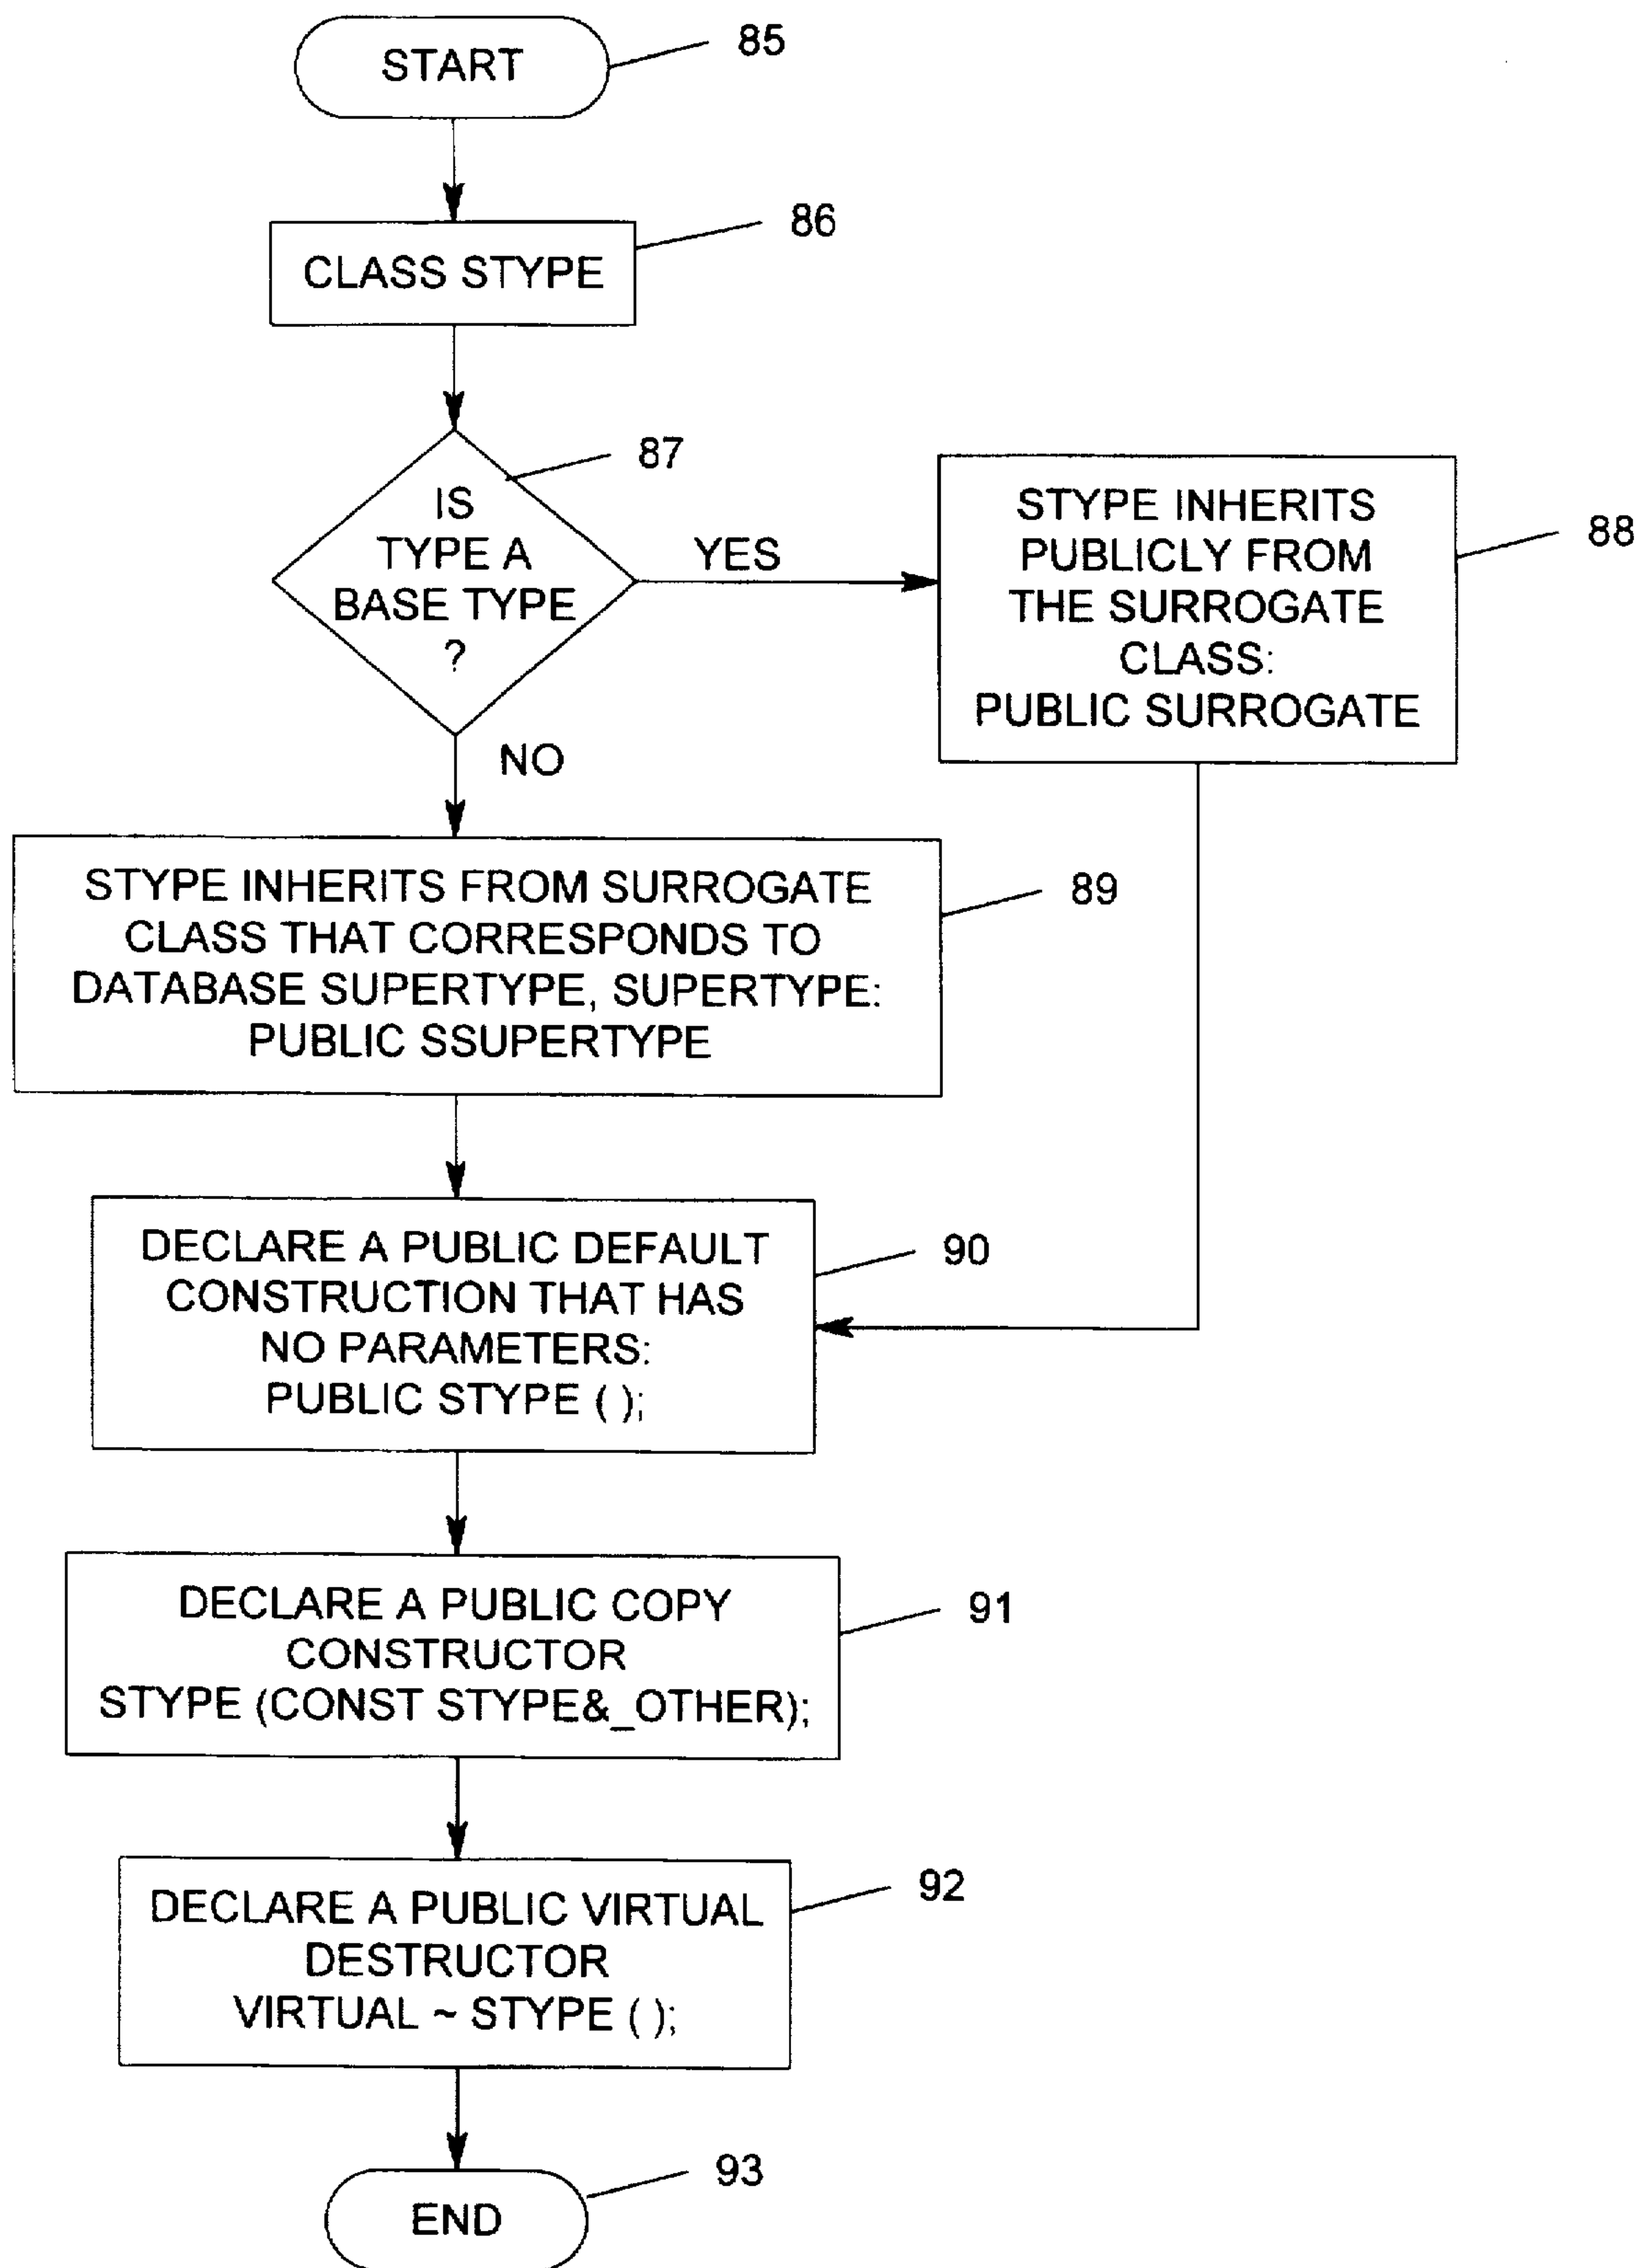 START
85
CLASS STYPE
86
IS
TYPE A
BASE TYPE
?
87
YES
STYPE INHERITS
PUBLICLY FROM
THE SURROGATE
CLASS:
PUBLIC SURROGATE
88
NO
STYPE INHERITS FROM SURROGATE
CLASS THAT CORRESPONDS TO
DATABASE SUPERTYPE, SUPERTYPE:
PUBLIC SSUPERTYPE
89
DECLARE A PUBLIC DEFAULT
CONSTRUCTION THAT HAS
NO PARAMETERS:
PUBLIC STYPE ( );
90
DECLARE A PUBLIC COPY
CONSTRUCTOR
STYPE (CONST STYPE&_OTHER);
91
DECLARE A PUBLIC VIRTUAL
DESTRUCTOR
VIRTUAL ~ STYPE ( );
92
END
93